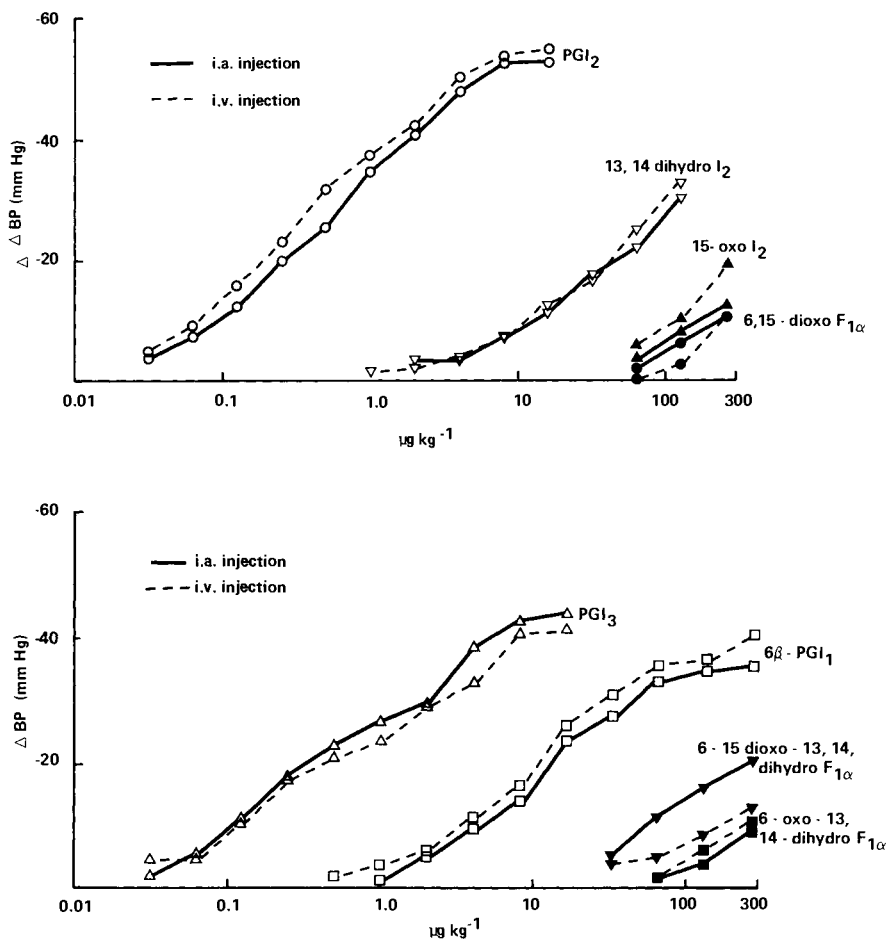 -60
i.a. injection
PGI2
i.v. injection
-40
13, 14 dihydro I2
△ △ BP (mm Hg)
-20
15- oxo I2
6,15 - dioxo F1α
0.01
0.1
1.0
10
100
300
µg kg-1
-60
i.a. injection
i.v. injection
-40
PGI3
6β - PGI1
△ BP (mm Hg)
-20
6 - 15 dioxo - 13, 14,
dihydro F1α
6 - oxo - 13,
14 - dihydro F1α
0.01
0.1
1.0
10
100
300
µg kg-1